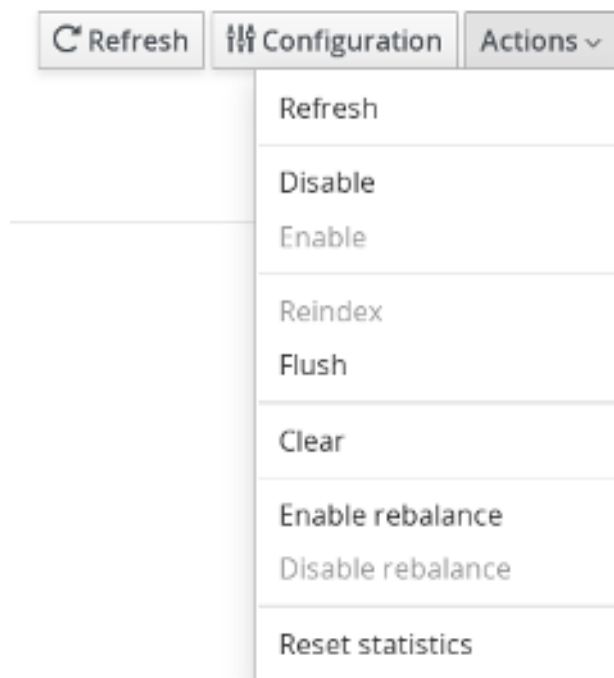 Refresh Configuration Actions
Refresh
Disable
Enable
Reindex
Flush
Clear
Enable rebalance
Disable rebalance
Reset statistics